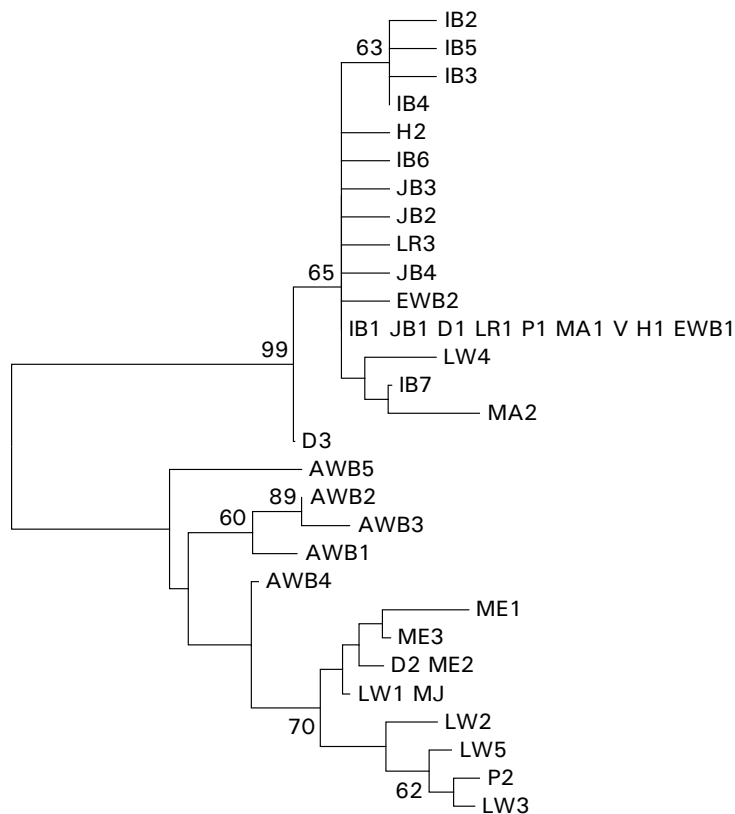 IB2
63
IB5
IB3
IB4
H2
IB6
JB3
JB2
LR3
65
JB4
EWB2
IB1 JB1 D1 LR1 P1 MA1 V H1 EWB1
99
LW4
IB7
MA2
D3
AWB5
89
AWB2
60
AWB3
AWB1
AWB4
ME1
ME3
D2 ME2
LW1 MJ
70
LW2
LW5
62
P2
LW3